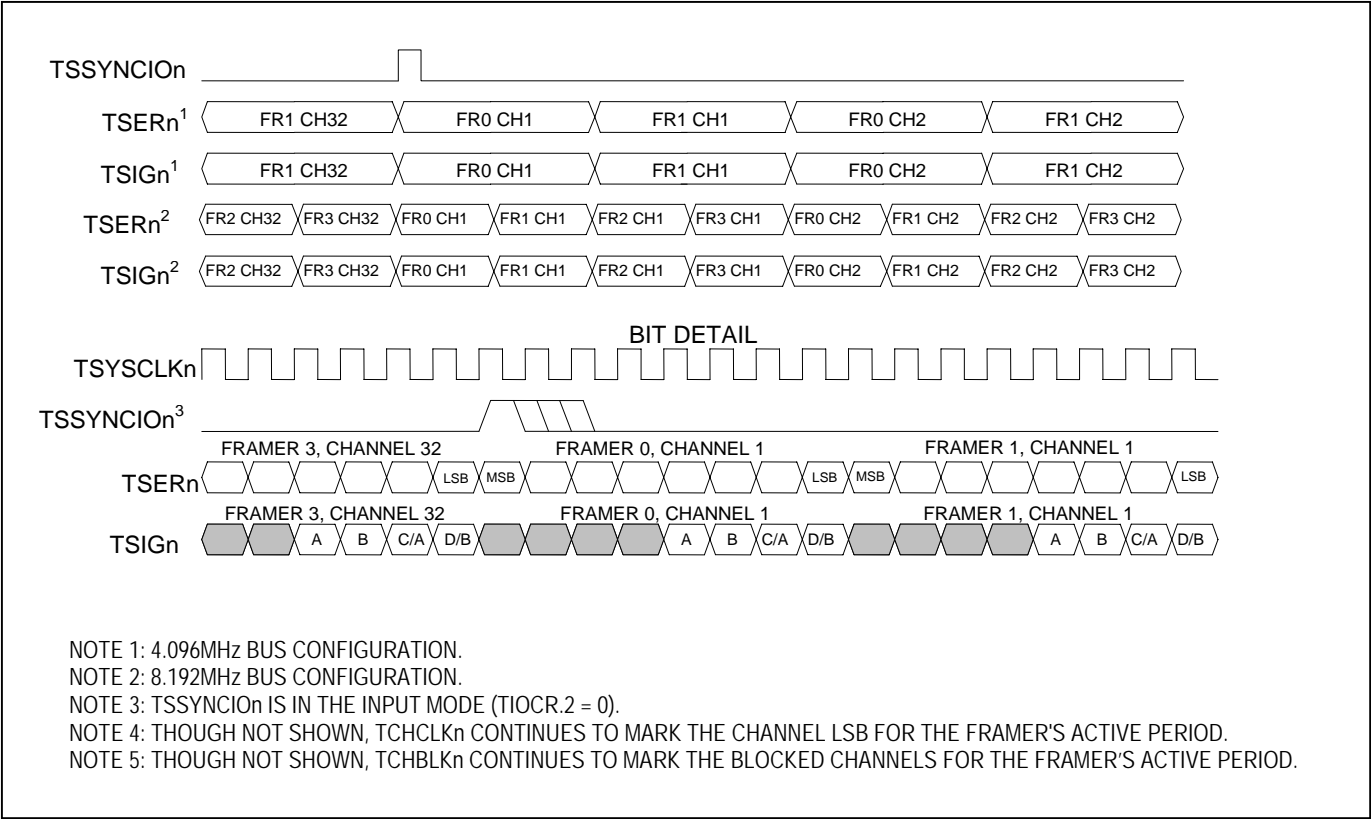 TSSYNCIOn
TSERn1 FR1 CH32 FR0 CH1 FR1 CH1 FR0 CH2 FR1 CH2
TSIGn1 FR1 CH32 FR0 CH1 FR1 CH1 FR0 CH2 FR1 CH2
TSERn2 FR2 CH32 FR3 CH32 FR0 CH1 FR1 CH1 FR2 CH1 FR3 CH1 FR0 CH2 FR1 CH2 FR2 CH2 FR3 CH2
TSIGn2 FR2 CH32 FR3 CH32 FR0 CH1 FR1 CH1 FR2 CH1 FR3 CH1 FR0 CH2 FR1 CH2 FR2 CH2 FR3 CH2
BIT DETAIL
TSYSCLKn
TSSYNCIOn3
FRAMER 3, CHANNEL 32 FRAMER 0, CHANNEL 1 FRAMER 1, CHANNEL 1
TSERn LSB MSB LSB MSB LSB
FRAMER 3, CHANNEL 32 FRAMER 0, CHANNEL 1 FRAMER 1, CHANNEL 1
TSIGn A B C/A D/B A B C/A D/B A B C/A D/B
NOTE 1: 4.096MHz BUS CONFIGURATION.
NOTE 2: 8.192MHz BUS CONFIGURATION.
NOTE 3: TSSYNCIOn IS IN THE INPUT MODE (TIOCR.2 = 0).
NOTE 4: THOUGH NOT SHOWN, TCHCLKn CONTINUES TO MARK THE CHANNEL LSB FOR THE FRAMER'S ACTIVE PERIOD.
NOTE 5: THOUGH NOT SHOWN, TCHBLKn CONTINUES TO MARK THE BLOCKED CHANNELS FOR THE FRAMER’S ACTIVE PERIOD.